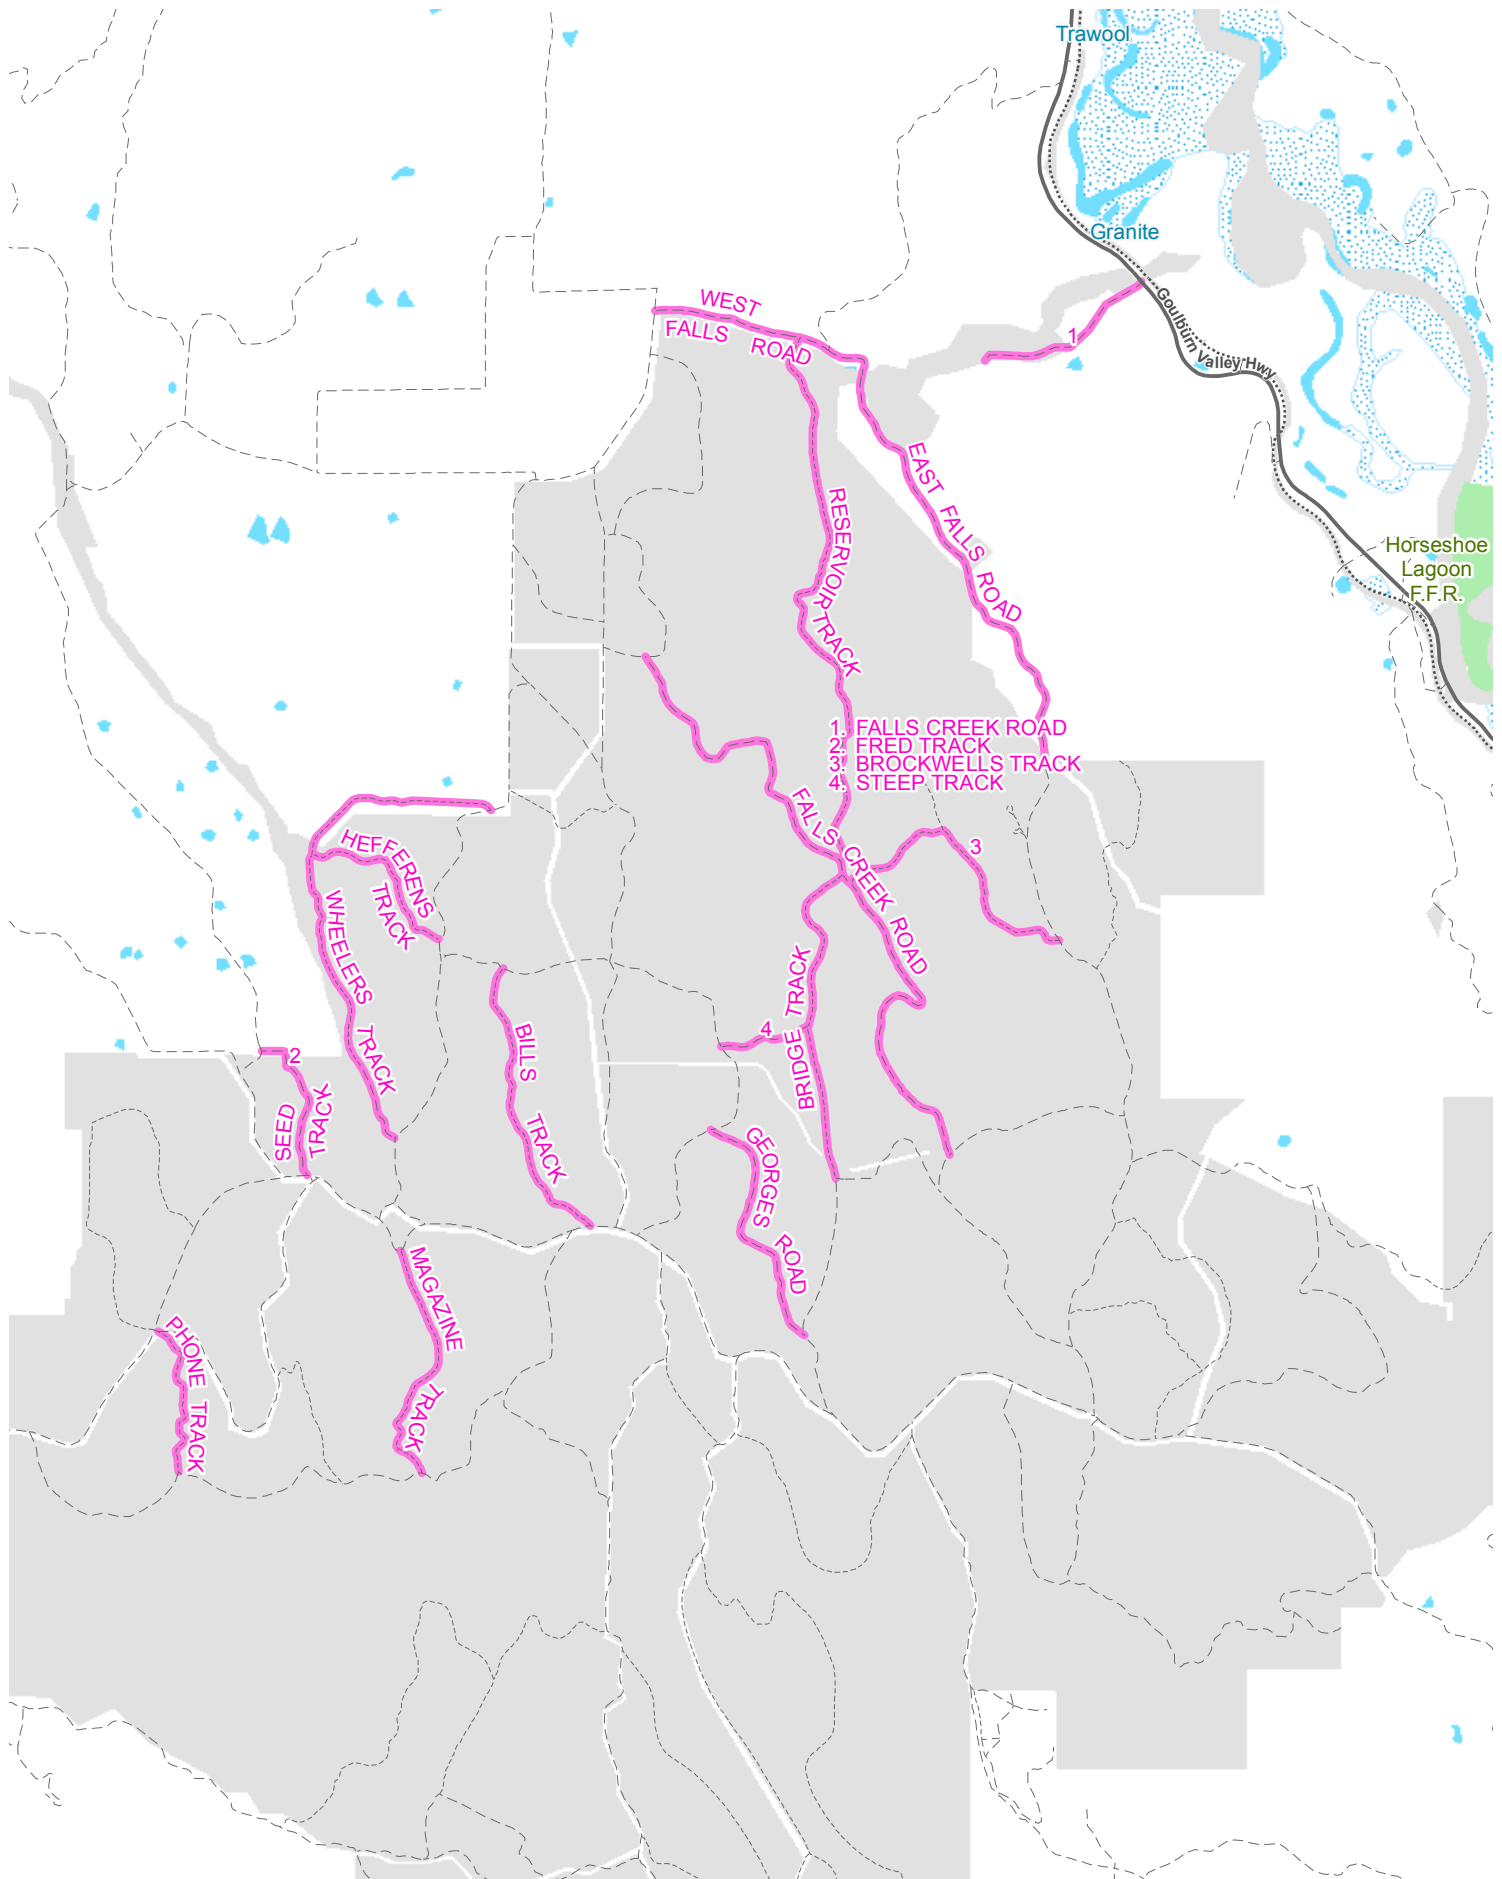 Trawool
Granite
WEST
FALLS ROAD
1
Goulburn Valley Hwy
EAST FALLS ROAD
RESERVOIR TRACK
Horseshoe
Lagoon
F.F.R.
1. FALLS CREEK ROAD
2. FRED TRACK
3. BROCKWELLS TRACK
4. STEEP TRACK
FALLS CREEK ROAD
3
HEFFERENS
TRACK
WHEELERS TRACK
BRIDGE TRACK
4
BILLS TRACK
2
SEED
TRACK
GEORGES ROAD
MAGAZINE TRACK
PHONE TRACK